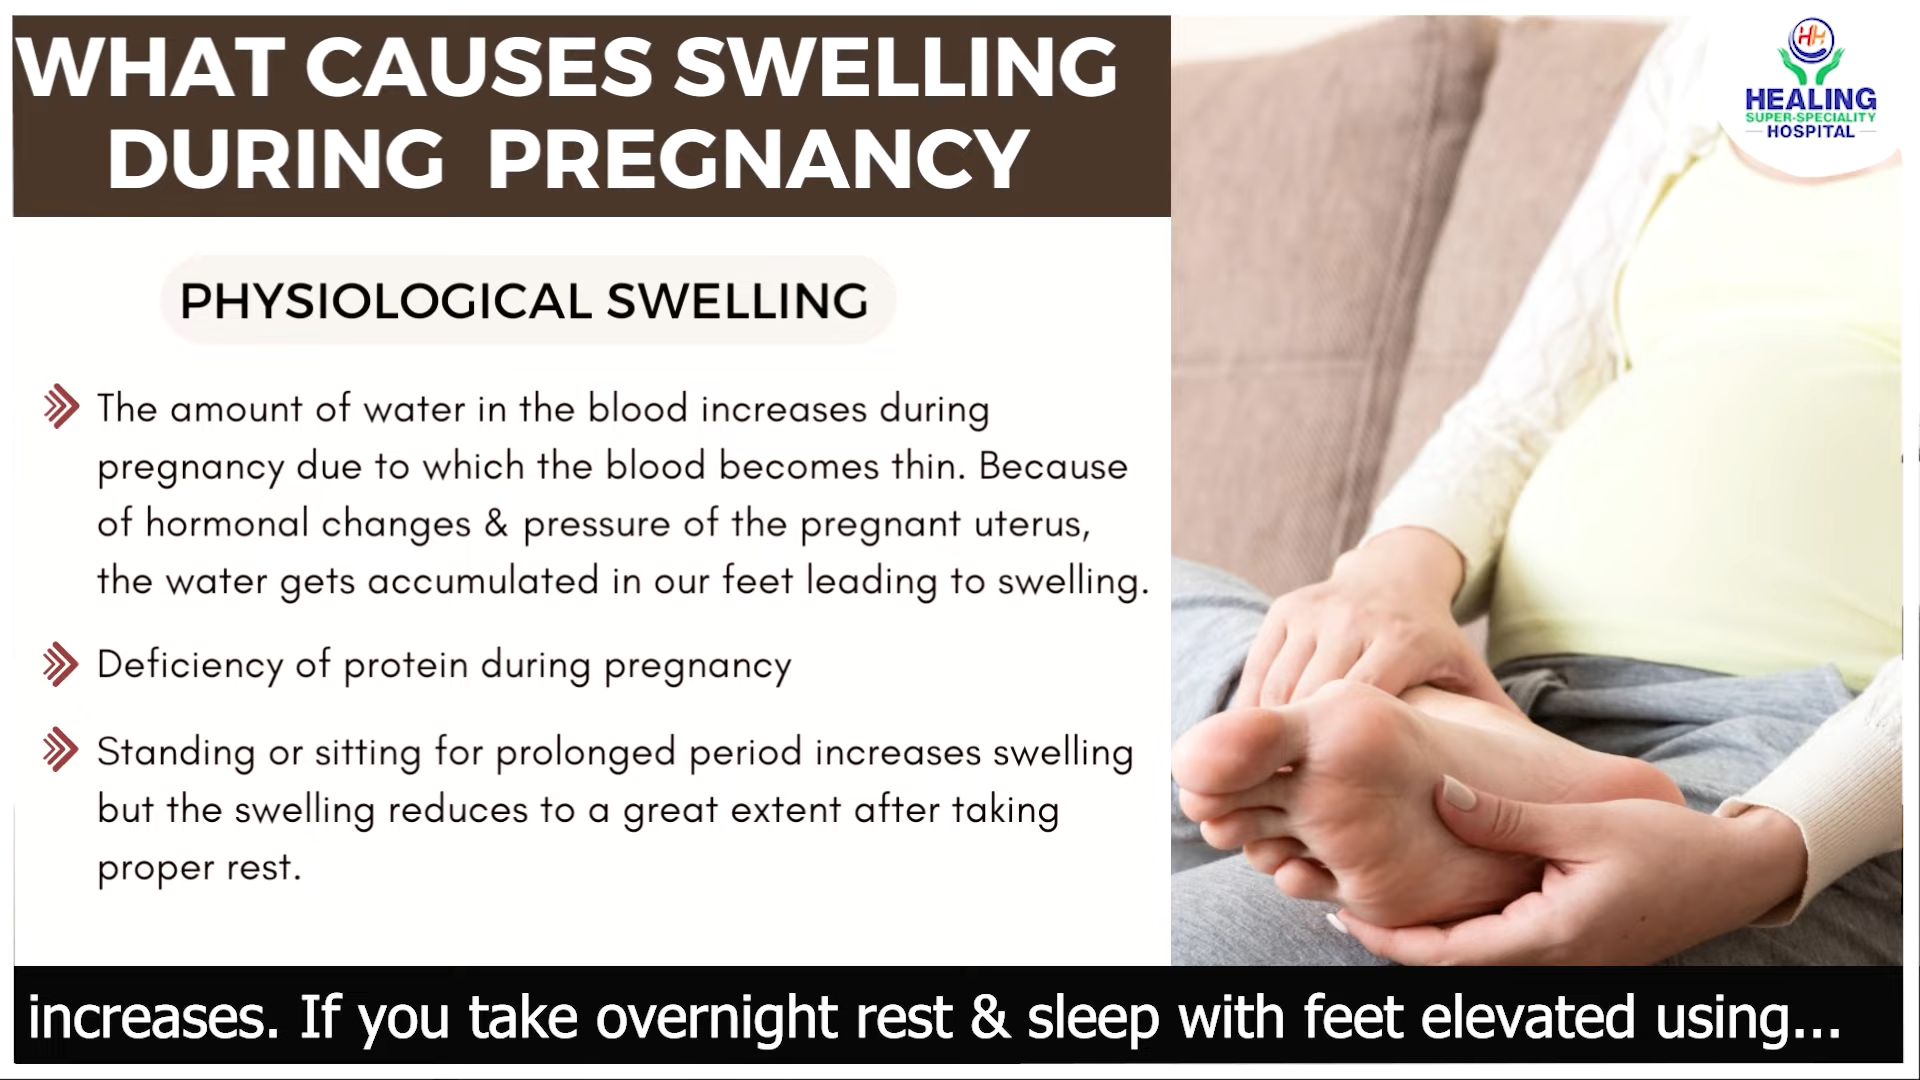 WHAT CAUSES SWELLING
DURING PREGNANCY
HH
HEALING
SUPER-SPECIALITY
HOSPITAL
PHYSIOLOGICAL SWELLING
The amount of water in the blood increases during
pregnancy due to which the blood becomes thin. Because
of hormonal changes & pressure of the pregnant uterus,
the water gets accumulated in our feet leading to swelling.
Deficiency of protein during pregnancy
Standing or sitting for prolonged period increases swelling
but the swelling reduces to a great extent after taking
proper rest.
increases. If you take overnight rest & sleep with feet elevated using...